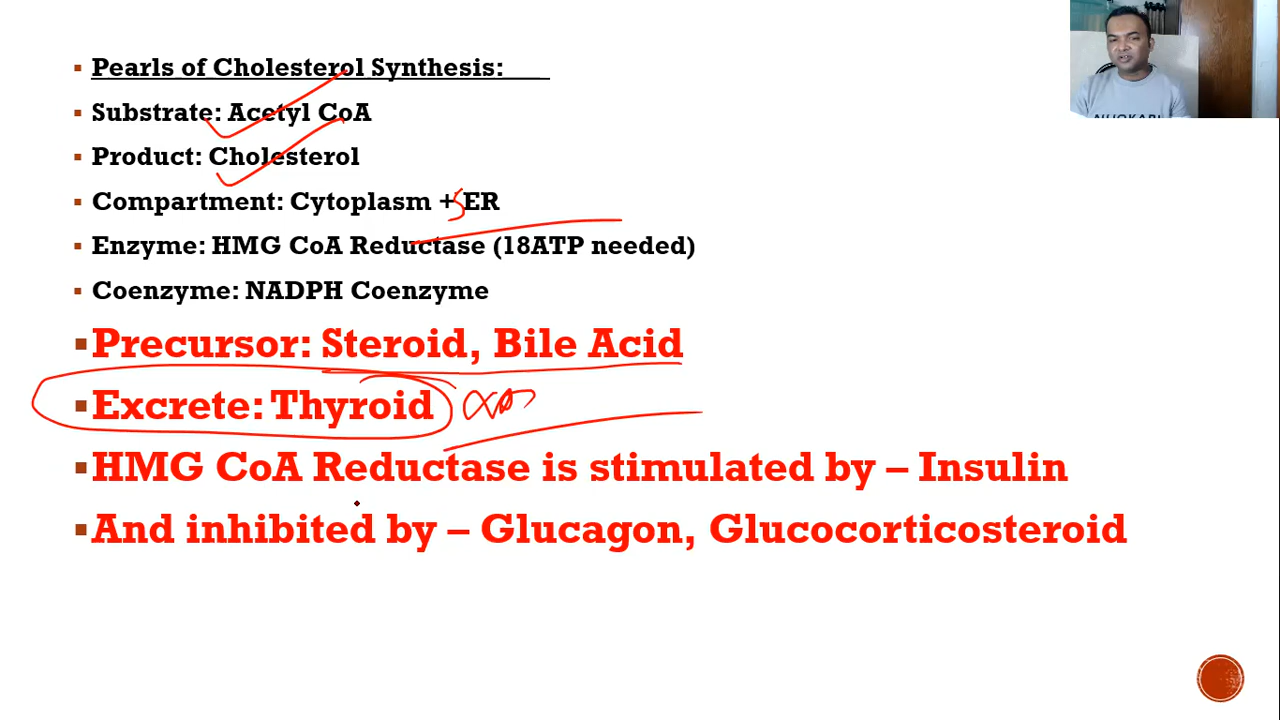 Pearls of Cholesterol Synthesis:
Substrate: Acetyl CoA
Product: Cholesterol
Compartment: Cytoplasm + SER
Enzyme: HMG CoA Reductase (18ATP needed)
Coenzyme: NADPH Coenzyme
Precursor: Steroid, Bile Acid
Excrete: Thyroid
HMG CoA Reductase is stimulated by – Insulin
And inhibited by – Glucagon, Glucocorticosteroid